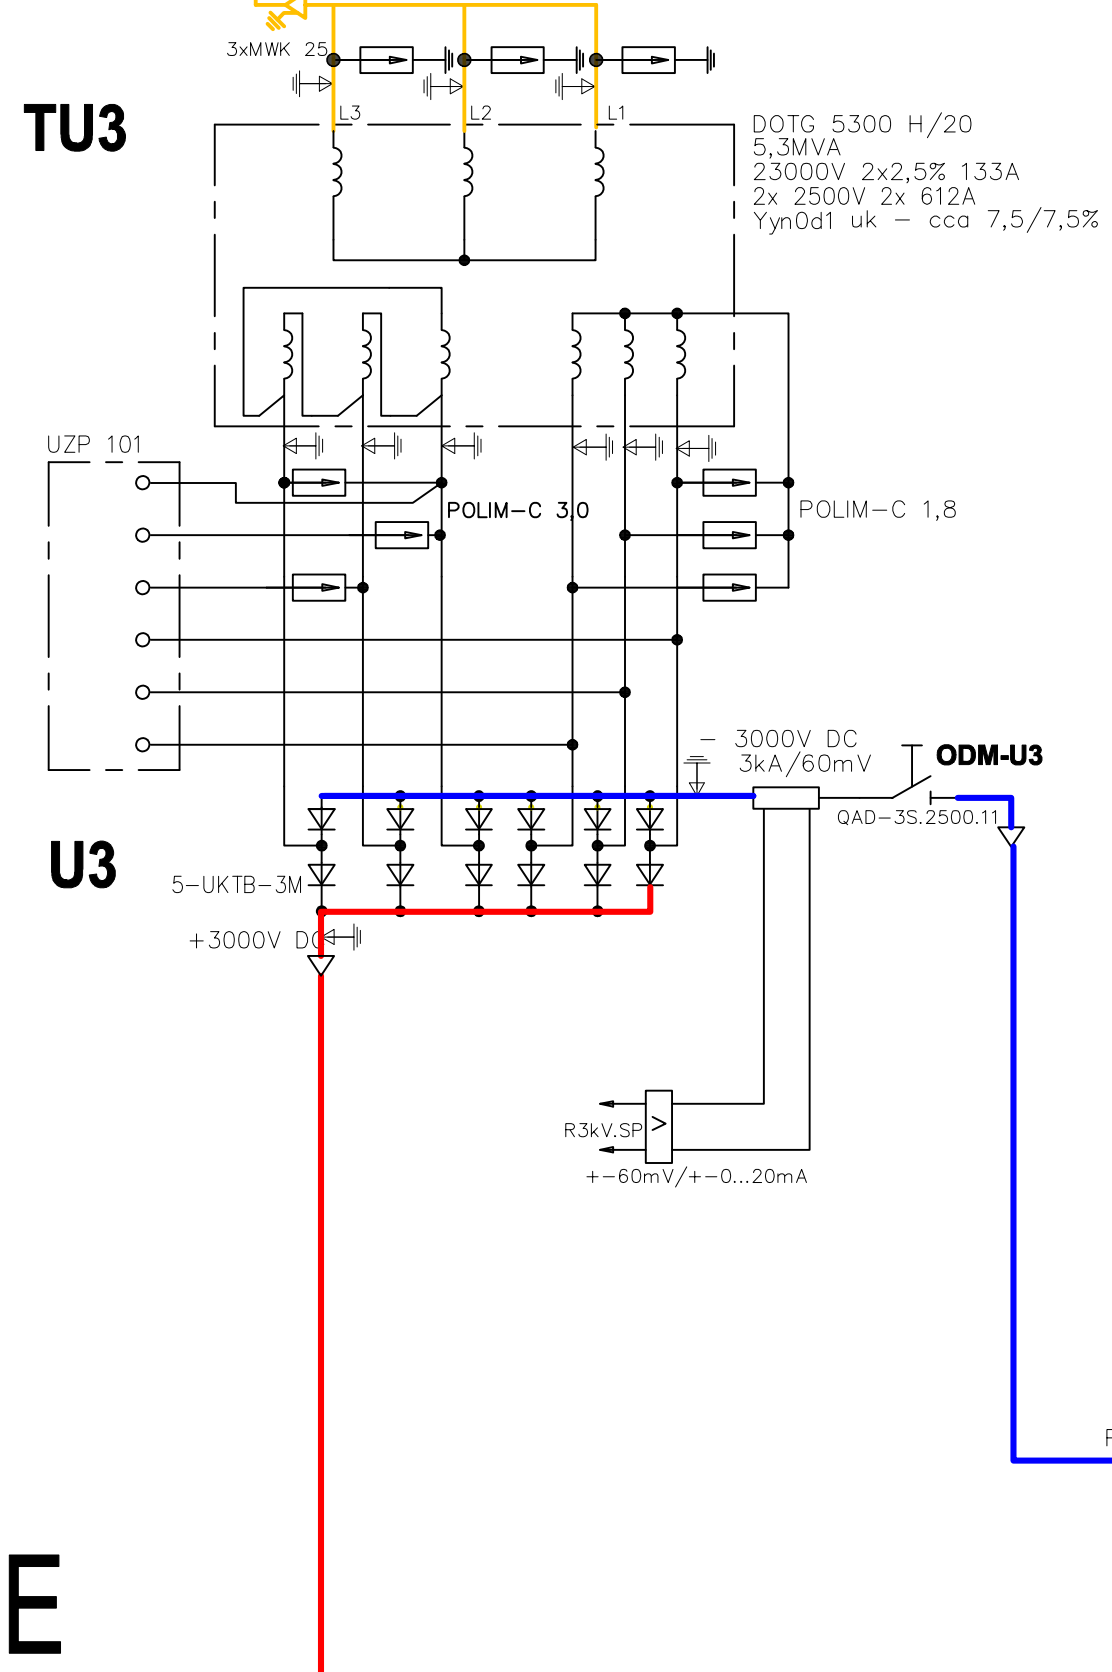 3xMWK 25
L3
L2
L1
TU3
DOTG 5300 H/20
5,3MVA
23000V 2x2,5% 133A
2x 2500V 2x 612A
Yyn0d1 uk – cca 7,5/7,5%
UZP 101
POLIM-C 3,0
POLIM-C 1,8
- 3000V DC
3kA/60mV
ODM-U3
QAD-3S.2500.11
U3
5-UKTB-3M
+3000V DC
R3kV.SP
>
+-60mV/+-0...20mA
E